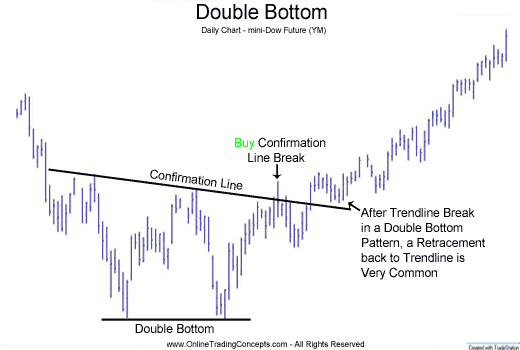 Double Bottom
Daily Chart - mini-Dow Future (YM)
Buy Confirmation
Line Break
Confirmation Line
After Trendline Break
in a Double Bottom
Pattern, a Retracement
back to Trendline is
Very Common
Double Bottom
www.OnlineTradingConcepts.com - All Rights Reserved
Created with TradeStation